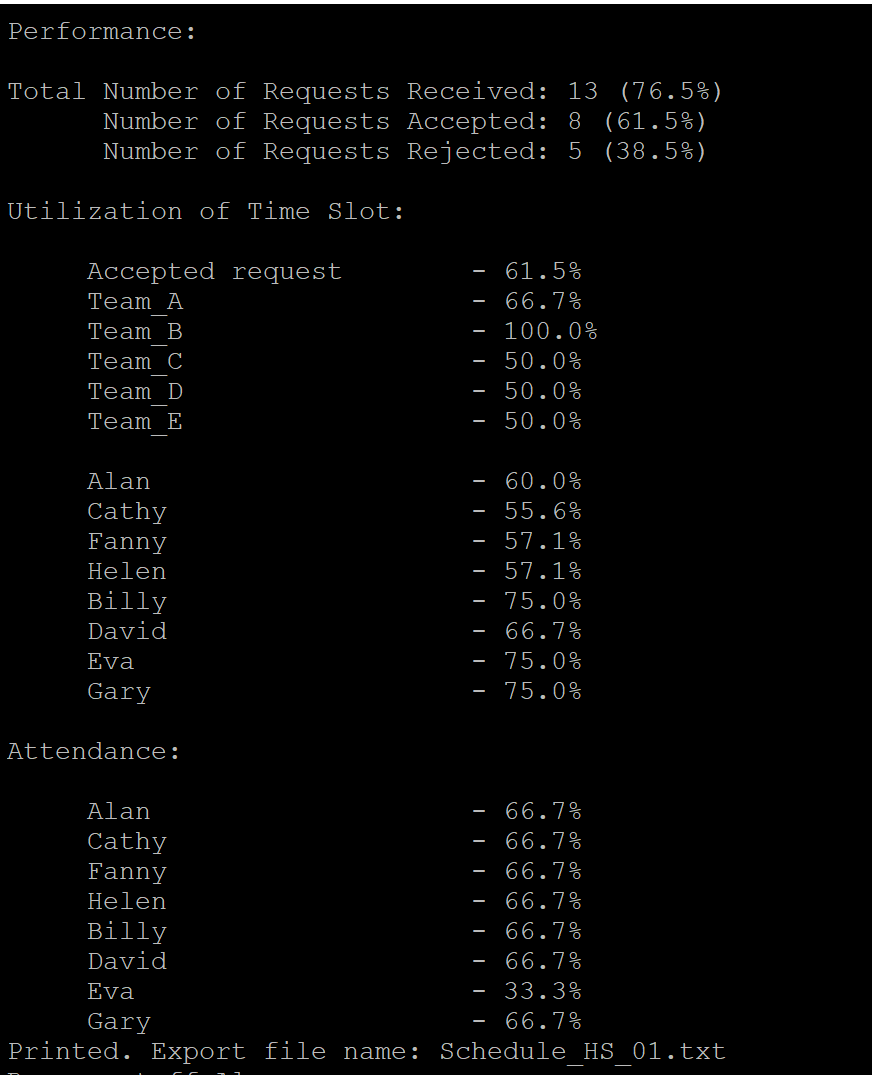 Performance:
Total Number of Requests Received: 13 (76.5%)
Number of Requests Accepted: 8 (61.5%)
Number of Requests Rejected: 5 (38.5%)
Utilization of Time Slot:
Accepted request - 61.5%
Team_A - 66.7%
Team_B - 100.0%
Team_C - 50.0%
Team_D - 50.0%
Team_E - 50.0%
Alan - 60.0%
Cathy - 55.6%
Fanny - 57.1%
Helen - 57.1%
Billy - 75.0%
David - 66.7%
Eva - 75.0%
Gary - 75.0%
Attendance:
Alan - 66.7%
Cathy - 66.7%
Fanny - 66.7%
Helen - 66.7%
Billy - 66.7%
David - 66.7%
Eva - 33.3%
Gary - 66.7%
Printed. Export file name: Schedule_HS_01.txt